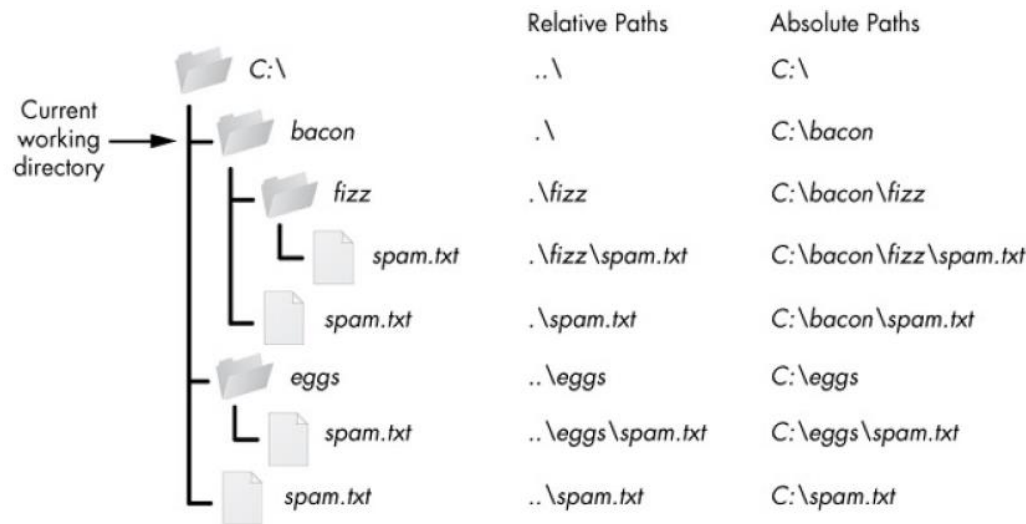 Relative Paths Absolute Paths
C:\ ..\ C:\
Current
working
directory
bacon .\ C:\bacon
fizz .\fizz C:\bacon\fizz
spam.txt .\fizz\spam.txt C:\bacon\fizz\spam.txt
spam.txt .\spam.txt C:\bacon\spam.txt
eggs ..\eggs C:\eggs
spam.txt ..\eggs\spam.txt C:\eggs\spam.txt
spam.txt ..\spam.txt C:\spam.txt